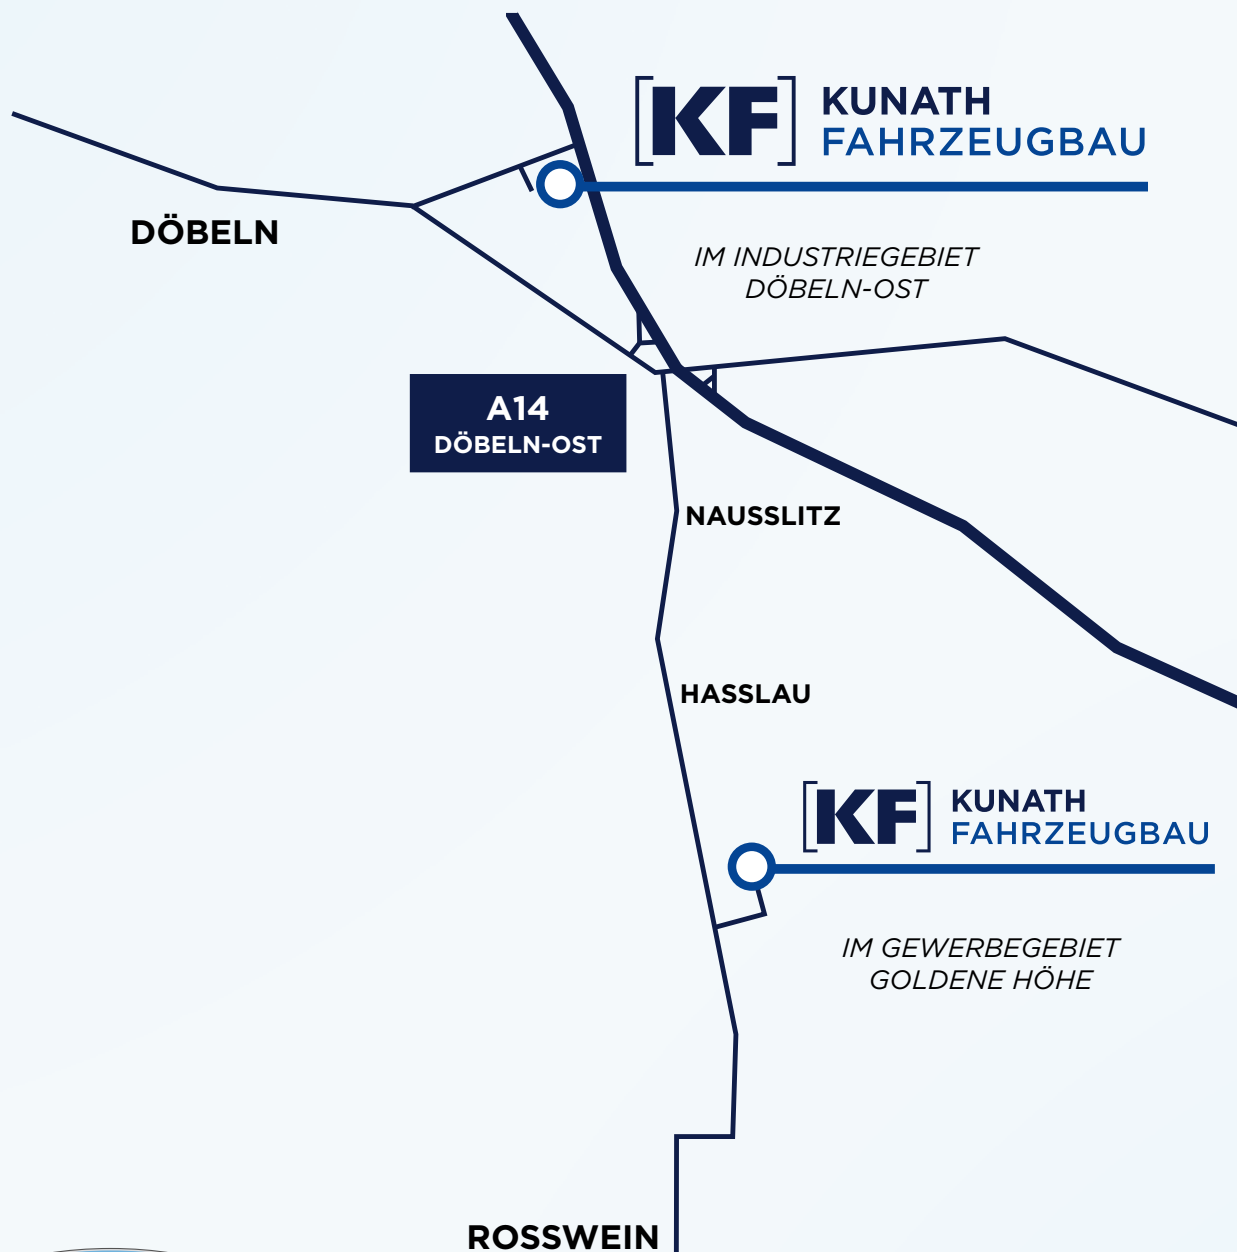 [KF] KUNATH
FAHRZEUGBAU
DÖBELN
IM INDUSTRIEGEBIET
DÖBELN-OST
A14
DÖBELN-OST
NAUSSLITZ
HASSLAU
[KF] KUNATH
FAHRZEUGBAU
IM GEWERBEGEBIET
GOLDENE HÖHE
ROSSWEIN